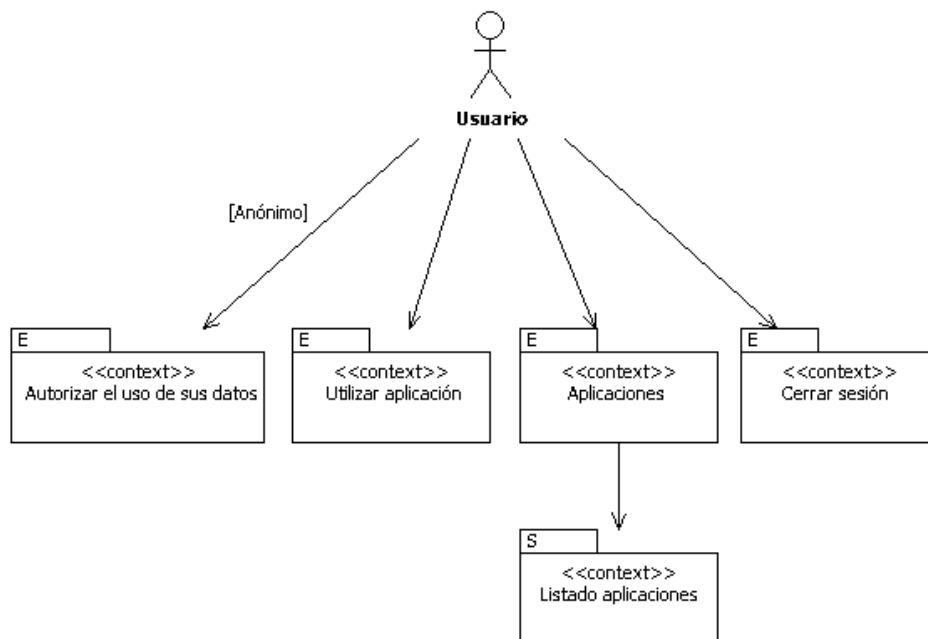 Usuario
[Anónimo]
E
<<context>>
Autorizar el uso de sus datos
E
<<context>>
Utilizar aplicación
E
<<context>>
Aplicaciones
E
<<context>>
Cerrar sesión
S
<<context>>
Listado aplicaciones